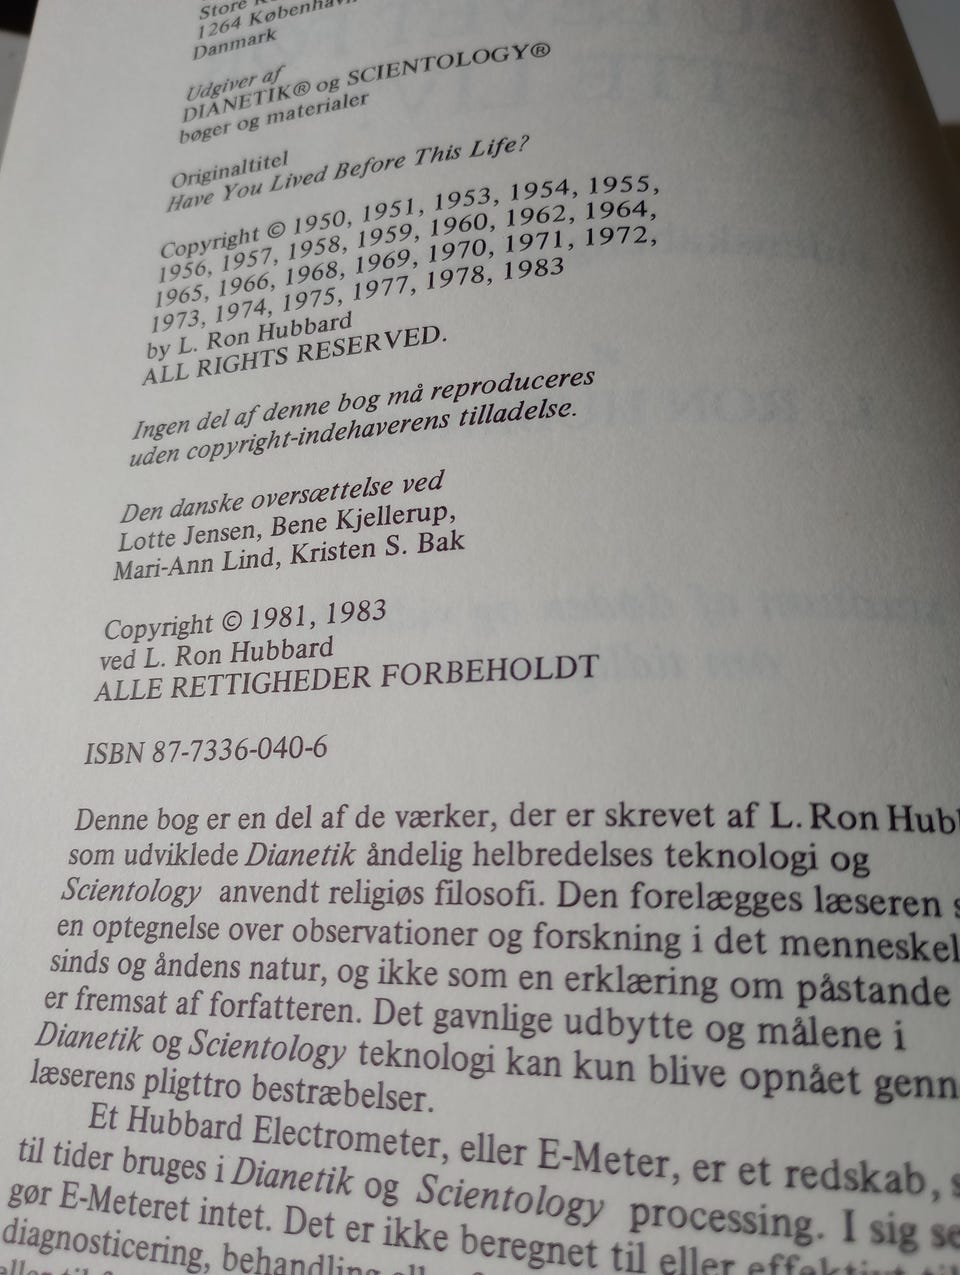 Store
1264 København
Danmark
Udgiver af
DIANETIK® og SCIENTOLOGY®
bøger og materialer
Originaltitel
Have You Lived Before This Life?
Copyright © 1950, 1951, 1953, 1954, 1955,
1956, 1957, 1958, 1959, 1960, 1962, 1964,
1965, 1966, 1968, 1969, 1970, 1971, 1972,
1973, 1974, 1975, 1977, 1978, 1983
by L. Ron Hubbard
ALL RIGHTS RESERVED.
Ingen del af denne bog må reproduceres
uden copyright-indehaverens tilladelse.
Den danske oversættelse ved
Lotte Jensen, Bene Kjellerup,
Mari-Ann Lind, Kristen S. Bak
Copyright © 1981, 1983
ved L. Ron Hubbard
ALLE RETTIGHEDER FORBEHOLDT
ISBN 87-7336-040-6
Denne bog er en del af de værker, der er skrevet af L. Ron Hub
som udviklede Dianetik åndelig helbredelses teknologi og
Scientology anvendt religiøs filosofi. Den forelægges læseren s
en optegnelse over observationer og forskning i det menneskel
sinds og åndens natur, og ikke som en erklæring om påstande
er fremsat af forfatteren. Det gavnlige udbytte og målene i
Dianetik og Scientology teknologi kan kun blive opnået genn
læserens pligttro bestræbelser.
Et Hubbard Electrometer, eller E-Meter, er et redskab, s
til tider bruges i Dianetik og Scientology processing. I sig se
gør E-Meteret intet. Det er ikke beregnet til eller effektivt til
diagnosticering, behandling